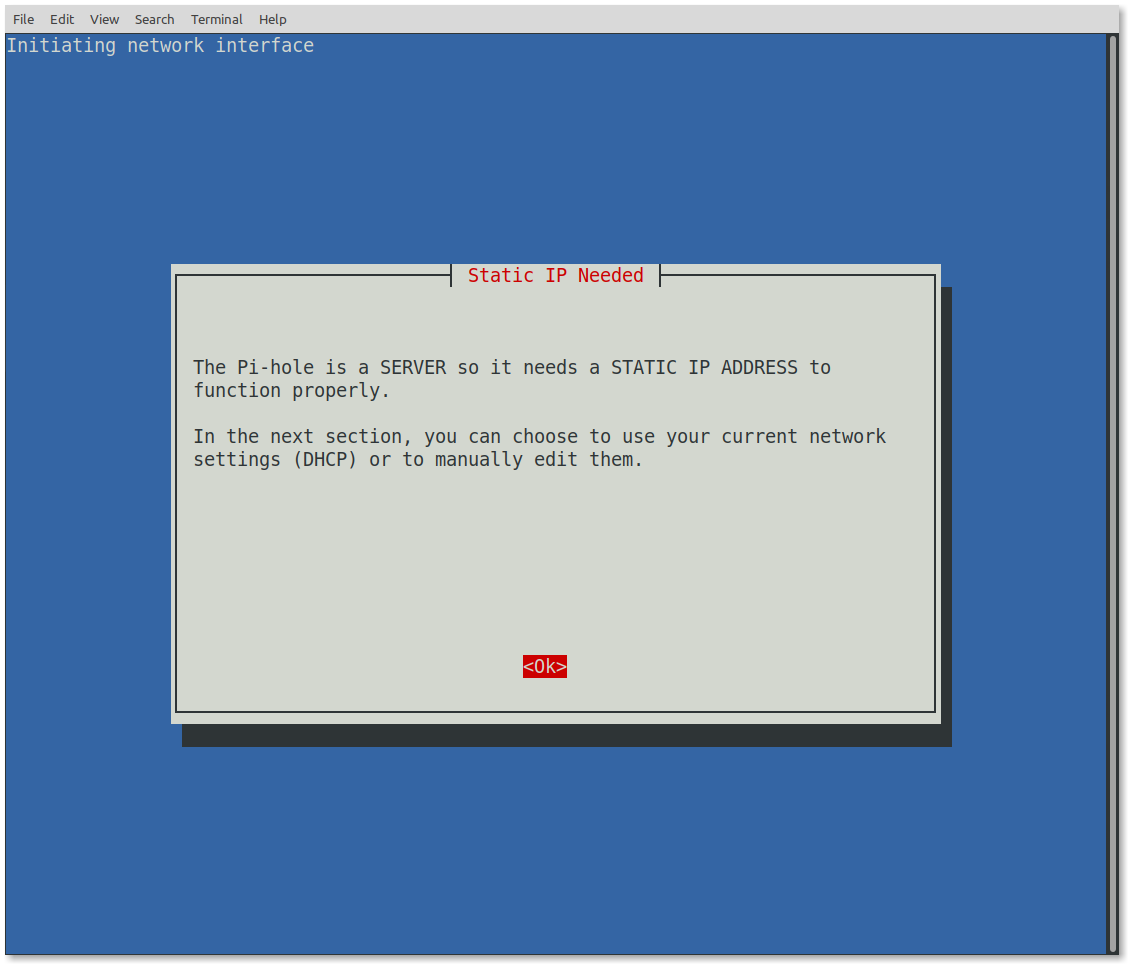 File Edit View Search Terminal Help
Initiating network interface
Static IP Needed
The Pi-hole is a SERVER so it needs a STATIC IP ADDRESS to
function properly.
In the next section, you can choose to use your current network
settings (DHCP) or to manually edit them.
<Ok>